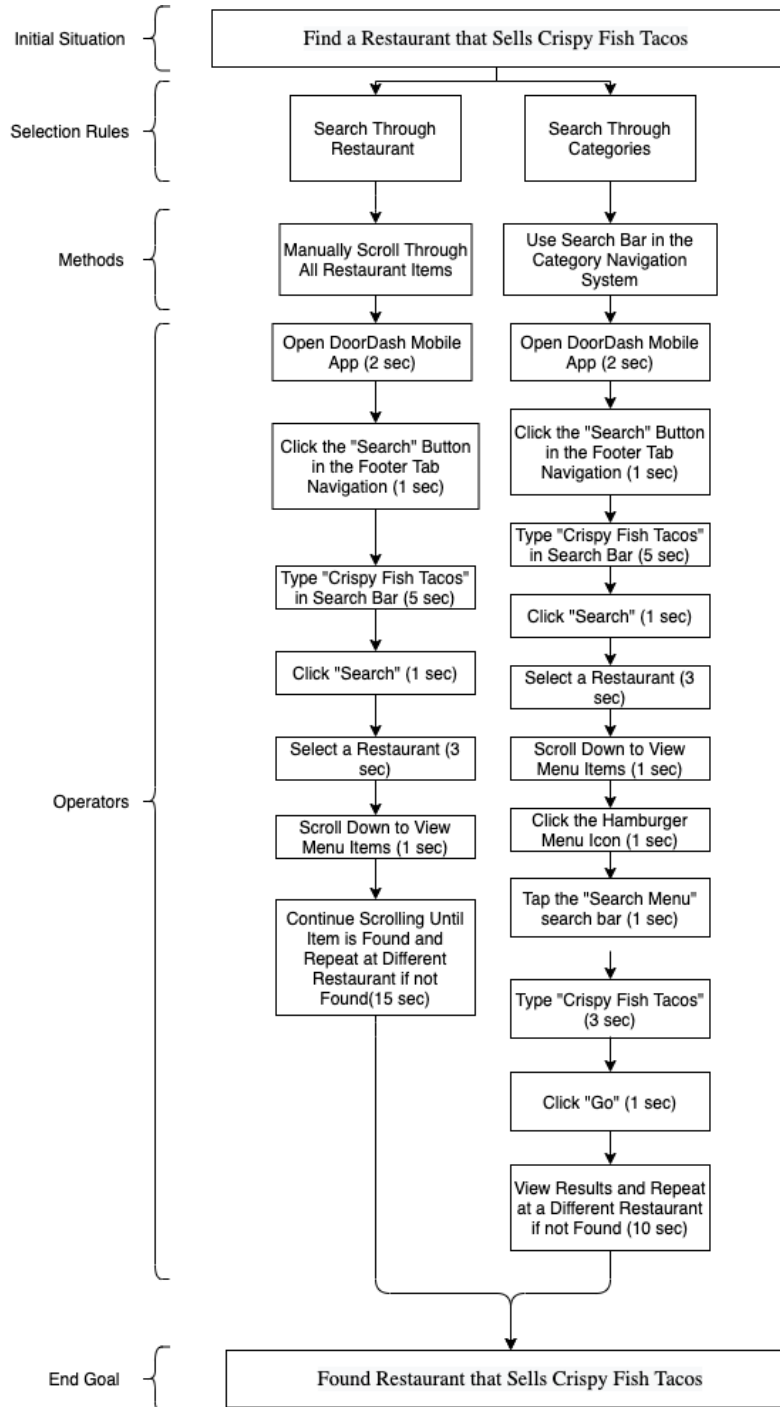 Initial Situation
Find a Restaurant that Sells Crispy Fish Tacos
Selection Rules
Search Through
Restaurant
Search Through
Categories
Methods
Manually Scroll Through
All Restaurant Items
Use Search Bar in the
Category Navigation
System
Operators
Open DoorDash Mobile
App (2 sec)
Click the "Search" Button
in the Footer Tab
Navigation (1 sec)
Type "Crispy Fish Tacos"
in Search Bar (5 sec)
Click "Search" (1 sec)
Select a Restaurant (3
sec)
Scroll Down to View
Menu Items (1 sec)
Continue Scrolling Until
Item is Found and
Repeat at Different
Restaurant if not
Found(15 sec)
Open DoorDash Mobile
App (2 sec)
Click the "Search" Button
in the Footer Tab
Navigation (1 sec)
Type "Crispy Fish Tacos"
in Search Bar (5 sec)
Click "Search" (1 sec)
Select a Restaurant (3
sec)
Scroll Down to View
Menu Items (1 sec)
Click the Hamburger
Menu Icon (1 sec)
Tap the "Search Menu"
search bar (1 sec)
Type "Crispy Fish Tacos"
(3 sec)
Click "Go" (1 sec)
View Results and Repeat
at a Different Restaurant
if not Found (10 sec)
End Goal
Found Restaurant that Sells Crispy Fish Tacos